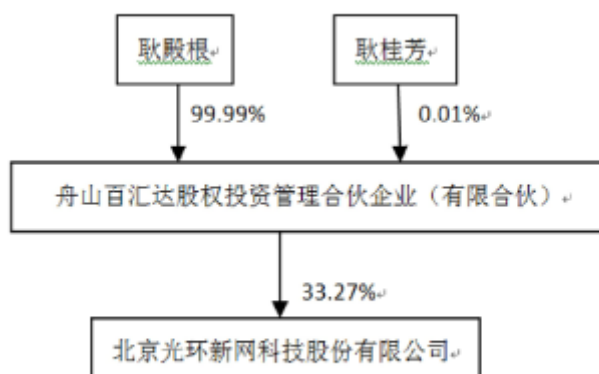 耿殿根
耿桂芳
99.99%
0.01%
舟山百汇达股权投资管理合伙企业（有限合伙）
33.27%
北京光环新网科技股份有限公司